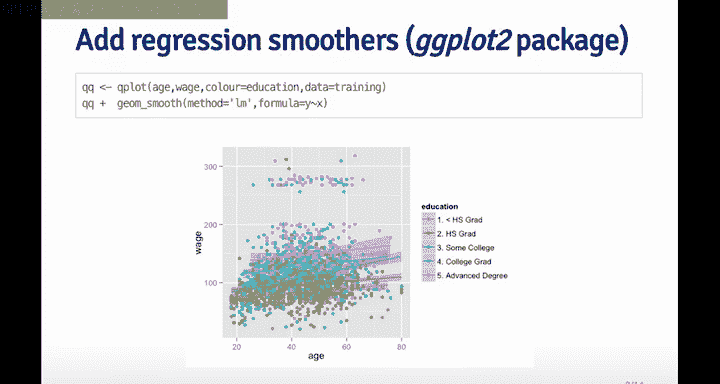 Add regression smoothers (ggplot2 package)
qq <- qplot(age,wage,colour=education,data=training)
qq + geom_smooth(method='lm',formula=y~x)
300
200
100
wage
20 40 60 80
age
education
1. < HS Grad
2. HS Grad
3. Some College
4. College Grad
5. Advanced Degree